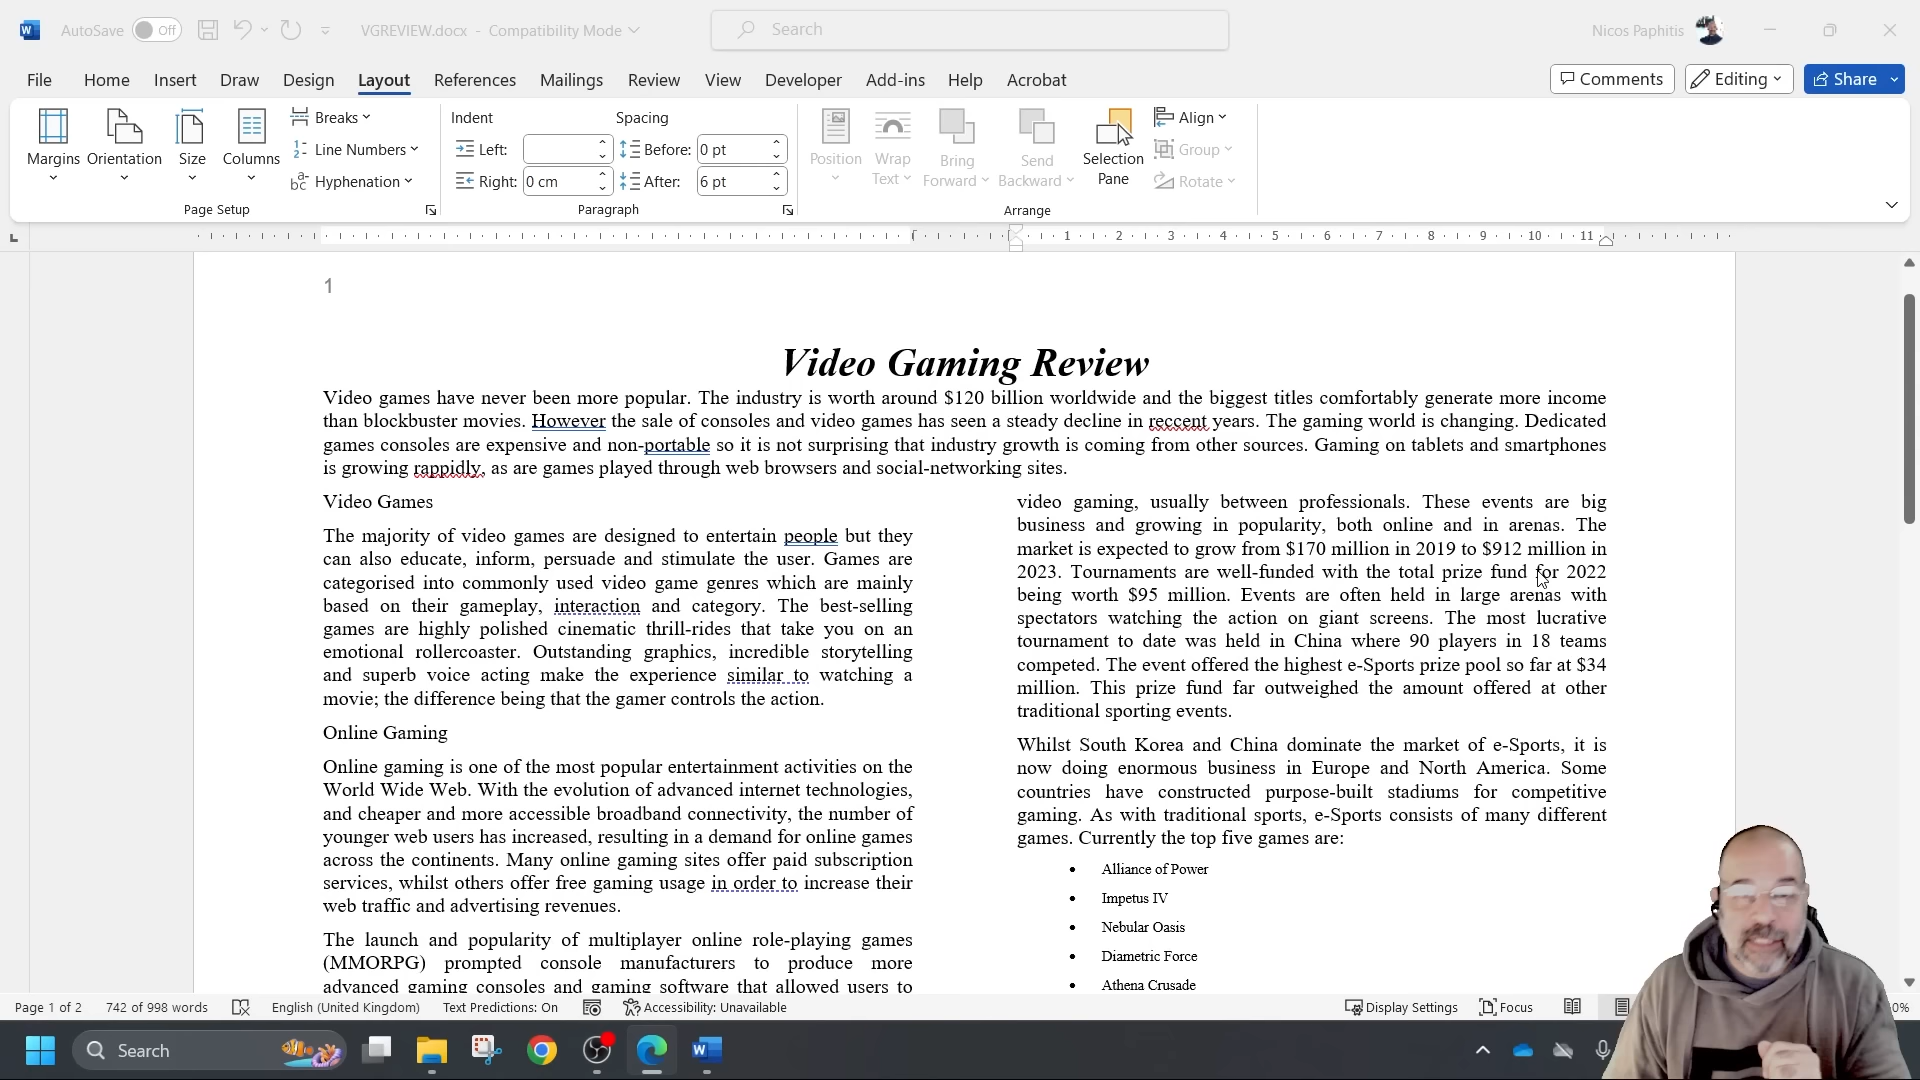 AutoSave Off VGREVIEW.docx - Compatibility Mode Search Nicos Paphitis
File Home Insert Draw Design Layout References Mailings Review View Developer Add-ins Help Acrobat Comments Editing Share
Margins Orientation Size Columns
Breaks
Line Numbers
Hyphenation
Page Setup
Indent Spacing
Left: Before: 0 pt
Right: 0 cm After: 6 pt
Paragraph
Position Wrap Text Bring Forward Send Backward Selection Pane
Align
Group
Rotate
Arrange
1 2 3 4 5 6 7 8 9 10 11
1
Video Gaming Review
Video games have never been more popular. The industry is worth around $120 billion worldwide and the biggest titles comfortably generate more income
than blockbuster movies. However the sale of consoles and video games has seen a steady decline in reccent years. The gaming world is changing. Dedicated
games consoles are expensive and non-portable so it is not surprising that industry growth is coming from other sources. Gaming on tablets and smartphones
is growing rappidly, as are games played through web browsers and social-networking sites.
Video Games
The majority of video games are designed to entertain people but they
can also educate, inform, persuade and stimulate the user. Games are
categorised into commonly used video game genres which are mainly
based on their gameplay, interaction and category. The best-selling
games are highly polished cinematic thrill-rides that take you on an
emotional rollercoaster. Outstanding graphics, incredible storytelling
and superb voice acting make the experience similar to watching a
movie; the difference being that the gamer controls the action.
Online Gaming
Online gaming is one of the most popular entertainment activities on the
World Wide Web. With the evolution of advanced internet technologies,
and cheaper and more accessible broadband connectivity, the number of
younger web users has increased, resulting in a demand for online games
across the continents. Many online gaming sites offer paid subscription
services, whilst others offer free gaming usage in order to increase their
web traffic and advertising revenues.
The launch and popularity of multiplayer online role-playing games
(MMORPG) prompted console manufacturers to produce more
advanced gaming consoles and gaming software that allowed users to
video gaming, usually between professionals. These events are big
business and growing in popularity, both online and in arenas. The
market is expected to grow from $170 million in 2019 to $912 million in
2023. Tournaments are well-funded with the total prize fund for 2022
being worth $95 million. Events are often held in large arenas with
spectators watching the action on giant screens. The most lucrative
tournament to date was held in China where 90 players in 18 teams
competed. The event offered the highest e-Sports prize pool so far at $34
million. This prize fund far outweighed the amount offered at other
traditional sporting events.
Whilst South Korea and China dominate the market of e-Sports, it is
now doing enormous business in Europe and North America. Some
countries have constructed purpose-built stadiums for competitive
gaming. As with traditional sports, e-Sports consists of many different
games. Currently the top five games are:
• Alliance of Power
• Impetus IV
• Nebular Oasis
• Diametric Force
• Athena Crusade
Page 1 of 2 742 of 998 words English (United Kingdom) Text Predictions: On Accessibility: Unavailable Display Settings Focus 0%
Search